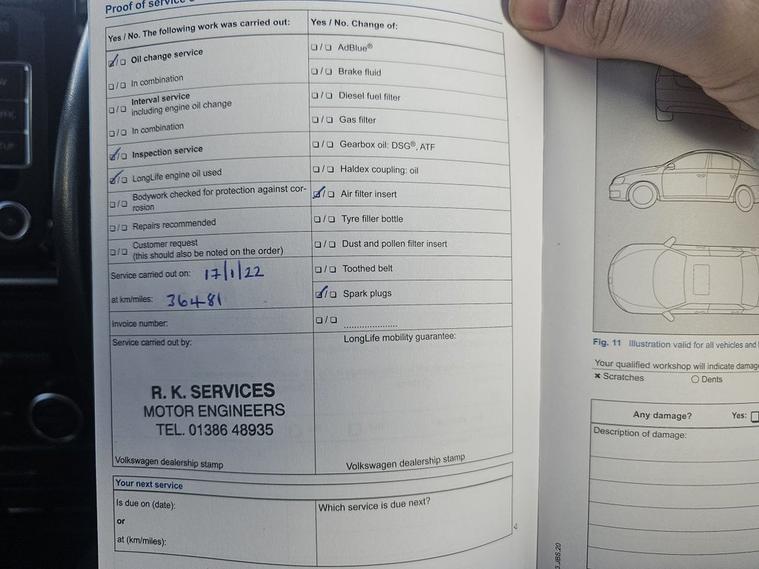 Proof of service
Yes / No. The following work was carried out:
❑/❑ Oil change service
❑/❑ In combination
❑/❑ Interval service
including engine oil change
❑/❑ In combination
❑/❑ Inspection service
❑/❑ LongLife engine oil used
❑/❑ Bodywork checked for protection against cor-
rosion
❑/❑ Repairs recommended
❑/❑ Customer request
(this should also be noted on the order)
Service carried out on: 17/1/22
at km/miles: 36481
Invoice number:
Service carried out by:
R. K. SERVICES
MOTOR ENGINEERS
TEL. 01386 48935
Volkswagen dealership stamp
Yes / No. Change of:
❑/❑ AdBlue®
❑/❑ Brake fluid
❑/❑ Diesel fuel filter
❑/❑ Gas filter
❑/❑ Gearbox oil: DSG®, ATF
❑/❑ Haldex coupling: oil
❑/❑ Air filter insert
❑/❑ Tyre filler bottle
❑/❑ Dust and pollen filter insert
❑/❑ Toothed belt
❑/❑ Spark plugs
❑/❑ .....................
LongLife mobility guarantee:
Volkswagen dealership stamp
Your next service
Is due on (date):
or
at (km/miles):
Which service is due next?
Fig. 11 Illustration valid for all vehicles and
Your qualified workshop will indicate damage
✖ Scratches ○ Dents
Any damage? Yes: ❑
Description of damage: